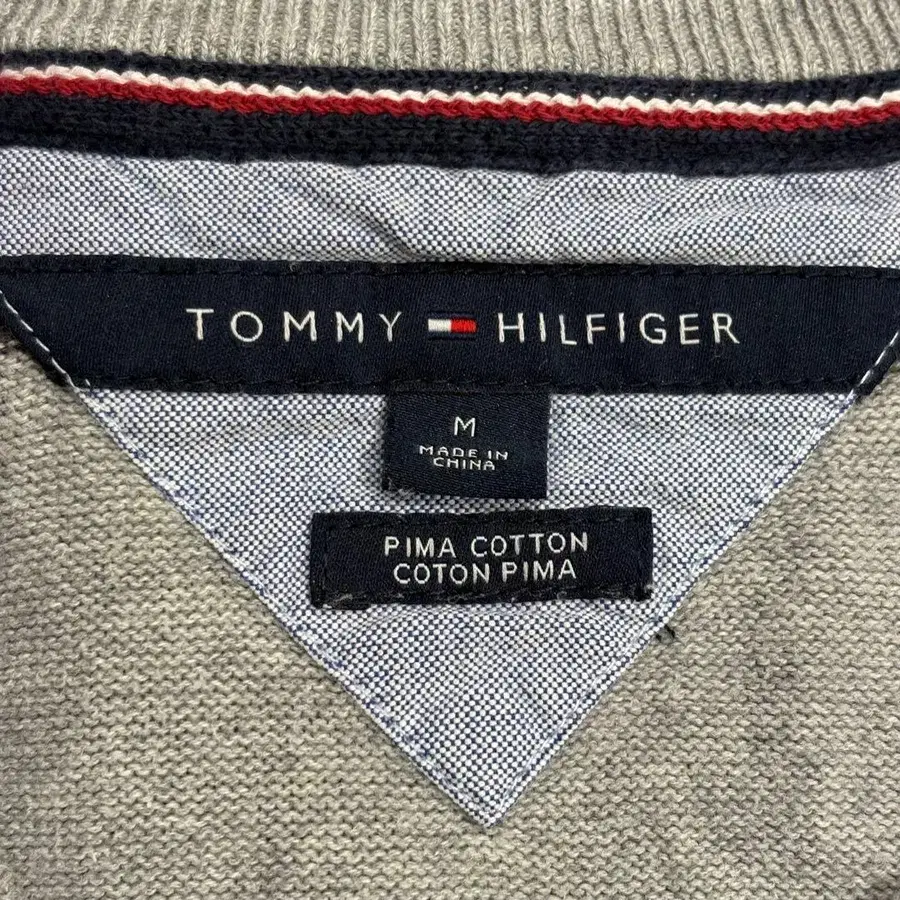 TOMMY HILFIGER
M
MADE IN
CHINA
PIMA COTTON
COTON PIMA